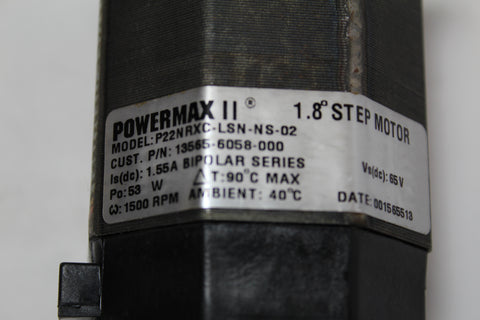 POWERMAX II ® 1.8° STEP MOTOR
MODEL: P22NRXC-LSN-NS-02
CUST. P/N: 13565-6058-000
Is(dc): 1.55A BIPOLAR SERIES Vs(dc): 65 V
Po: 53 W ΔT: 90°C MAX
ω: 1500 RPM AMBIENT: 40°C DATE: 001565513